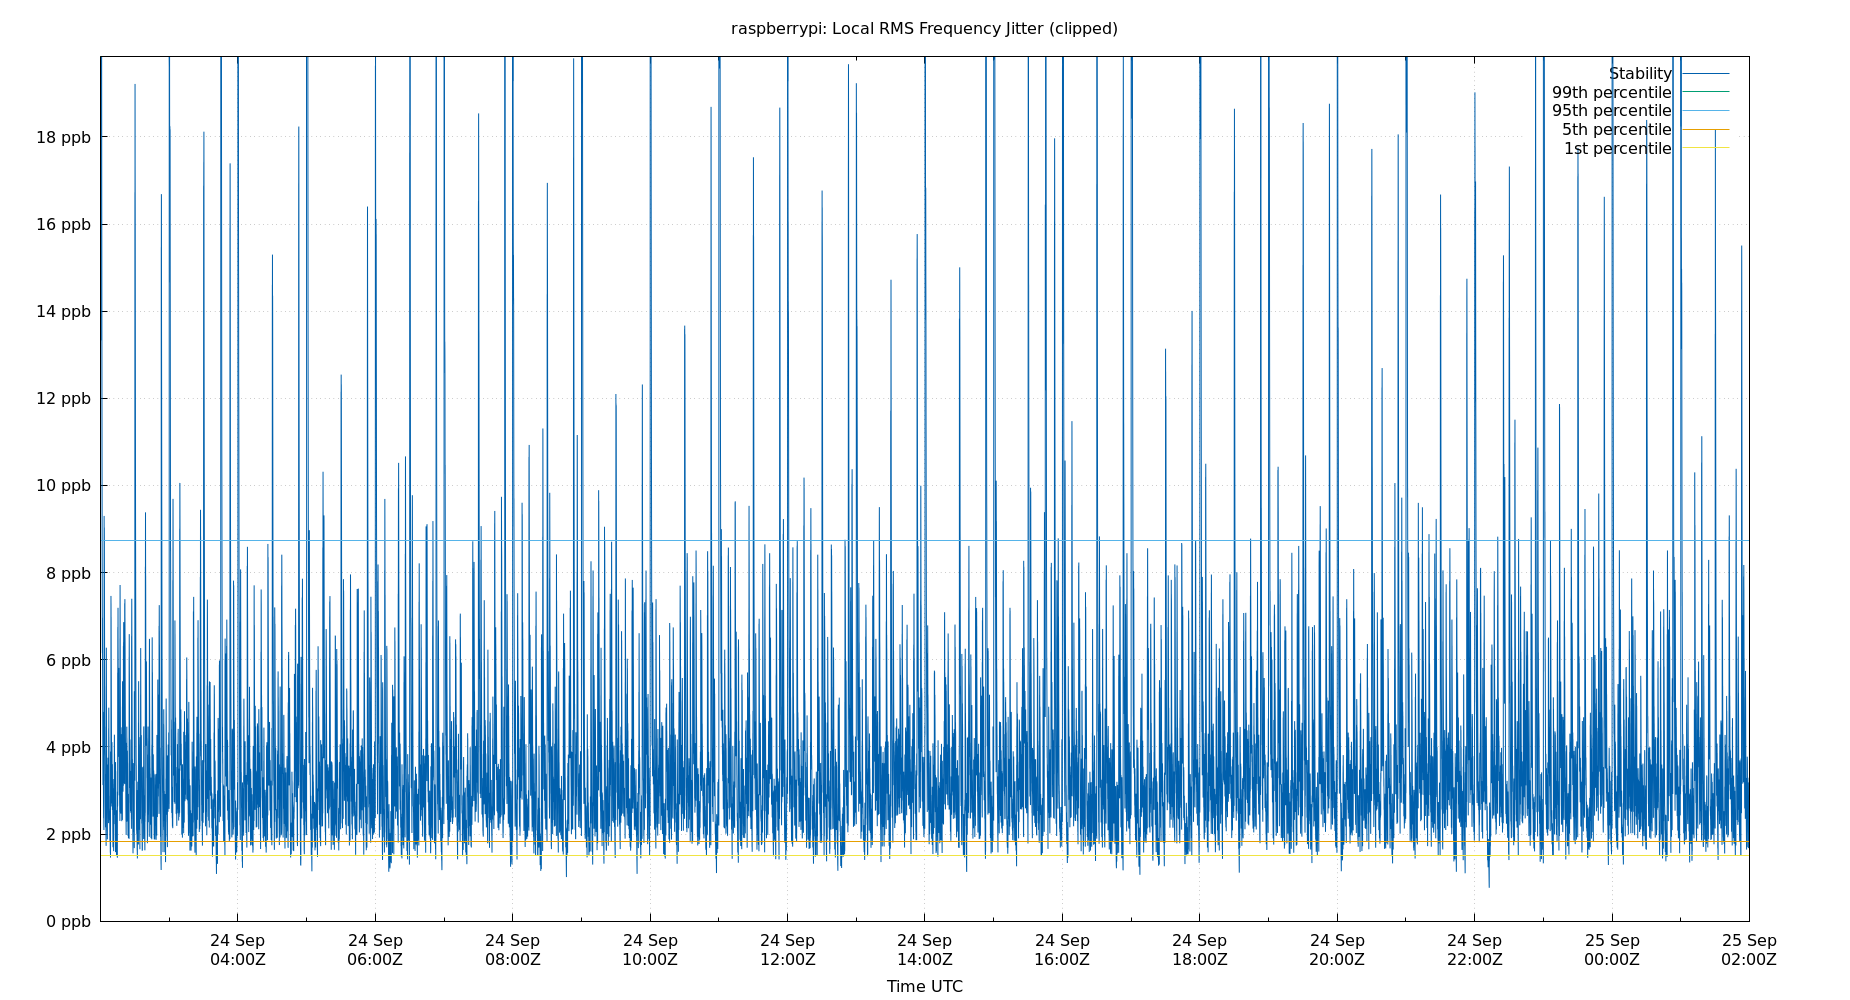 raspberrypi: Local RMS Frequency Jitter (clipped)
Stability
99th percentile
95th percentile
5th percentile
1st percentile
18 ppb
16 ppb
14 ppb
12 ppb
10 ppb
8 ppb
6 ppb
4 ppb
2 ppb
0 ppb
24 Sep 24 Sep 24 Sep 24 Sep 24 Sep 24 Sep 24 Sep 24 Sep 24 Sep 24 Sep 25 Sep 25 Sep
04:00Z 06:00Z 08:00Z 10:00Z 12:00Z 14:00Z 16:00Z 18:00Z 20:00Z 22:00Z 00:00Z 02:00Z
Time UTC